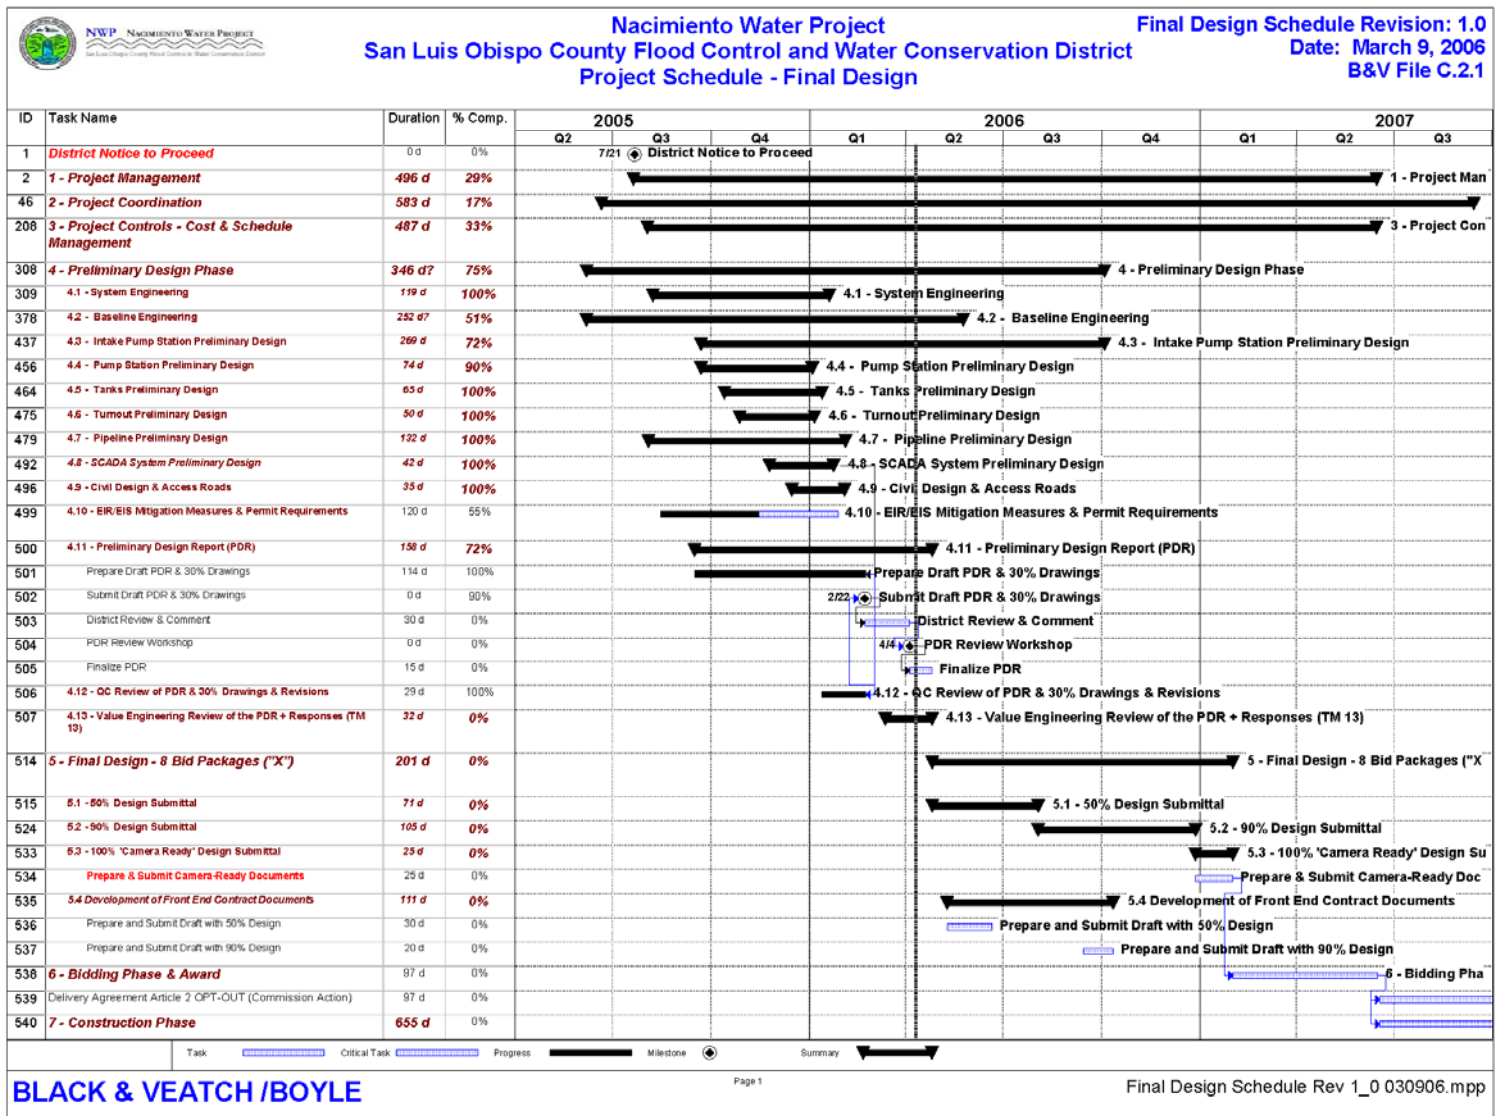 NWP NACIMIENTO WATER PROJECT
San Luis Obispo County Flood Control and Water Conservation District
Nacimiento Water Project
San Luis Obispo County Flood Control and Water Conservation District
Project Schedule - Final Design
Final Design Schedule Revision: 1.0
Date: March 9, 2006
B&V File C.2.1
ID Task Name Duration % Comp. 2005 2006 2007
Q2 Q3 Q4 Q1 Q2 Q3 Q4 Q1 Q2 Q3
1 District Notice to Proceed 0 d 0% 7/21 District Notice to Proceed
2 1 - Project Management 496 d 29% 1 - Project Man
46 2 - Project Coordination 583 d 17%
208 3 - Project Controls - Cost & Schedule 487 d 33% 3 - Project Con
Management
308 4 - Preliminary Design Phase 346 d? 75% 4 - Preliminary Design Phase
309 4.1 - System Engineering 119 d 100% 4.1 - System Engineering
378 4.2 - Baseline Engineering 252 d? 51% 4.2 - Baseline Engineering
437 4.3 - Intake Pump Station Preliminary Design 269 d 72% 4.3 - Intake Pump Station Preliminary Design
456 4.4 - Pump Station Preliminary Design 74 d 90% 4.4 - Pump Station Preliminary Design
464 4.5 - Tanks Preliminary Design 65 d 100% 4.5 - Tanks Preliminary Design
475 4.6 - Turnout Preliminary Design 50 d 100% 4.6 - Turnout Preliminary Design
479 4.7 - Pipeline Preliminary Design 132 d 100% 4.7 - Pipeline Preliminary Design
492 4.8 - SCADA System Preliminary Design 42 d 100% 4.8 - SCADA System Preliminary Design
496 4.9 - Civil Design & Access Roads 35 d 100% 4.9 - Civil Design & Access Roads
499 4.10 - EIR/EIS Mitigation Measures & Permit Requirements 120 d 55% 4.10 - EIR/EIS Mitigation Measures & Permit Requirements
500 4.11 - Preliminary Design Report (PDR) 158 d 72% 4.11 - Preliminary Design Report (PDR)
501 Prepare Draft PDR & 30% Drawings 114 d 100% Prepare Draft PDR & 30% Drawings
502 Submit Draft PDR & 30% Drawings 0 d 90% 2/22 Submit Draft PDR & 30% Drawings
503 District Review & Comment 30 d 0% District Review & Comment
504 PDR Review Workshop 0 d 0% 4/4 PDR Review Workshop
505 Finalize PDR 15 d 0% Finalize PDR
506 4.12 - QC Review of PDR & 30% Drawings & Revisions 29 d 100% 4.12 - QC Review of PDR & 30% Drawings & Revisions
507 4.13 - Value Engineering Review of the PDR + Responses (TM 32 d 0% 4.13 - Value Engineering Review of the PDR + Responses (TM 13)
13)
514 5 - Final Design - 8 Bid Packages ("X") 201 d 0% 5 - Final Design - 8 Bid Packages ("X
515 5.1 - 50% Design Submittal 71 d 0% 5.1 - 50% Design Submittal
524 5.2 - 90% Design Submittal 105 d 0% 5.2 - 90% Design Submittal
533 5.3 - 100% 'Camera Ready' Design Submittal 25 d 0% 5.3 - 100% 'Camera Ready' Design Su
534 Prepare & Submit Camera-Ready Documents 25 d 0% Prepare & Submit Camera-Ready Doc
535 5.4 Development of Front End Contract Documents 111 d 0% 5.4 Development of Front End Contract Documents
536 Prepare and Submit Draft with 50% Design 30 d 0% Prepare and Submit Draft with 50% Design
537 Prepare and Submit Draft with 90% Design 20 d 0% Prepare and Submit Draft with 90% Design
538 6 - Bidding Phase & Award 97 d 0% 6 - Bidding Pha
539 Delivery Agreement Article 2 OPT-OUT (Commission Action) 97 d 0%
540 7 - Construction Phase 655 d 0%
Task Critical Task Progress Milestone Summary
BLACK & VEATCH /BOYLE
Page 1
Final Design Schedule Rev 1_0 030906.mpp